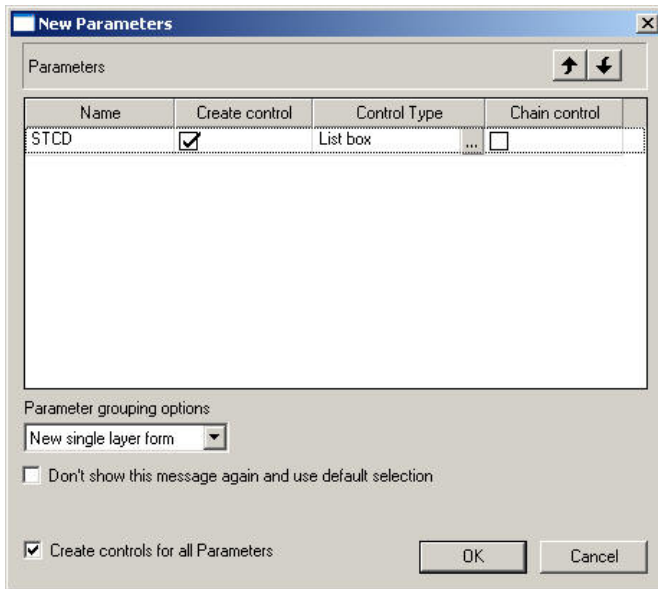 New Parameters
Parameters
Name Create control Control Type Chain control
STCD List box ...
Parameter grouping options
New single layer form
Don't show this message again and use default selection
Create controls for all Parameters
OK Cancel